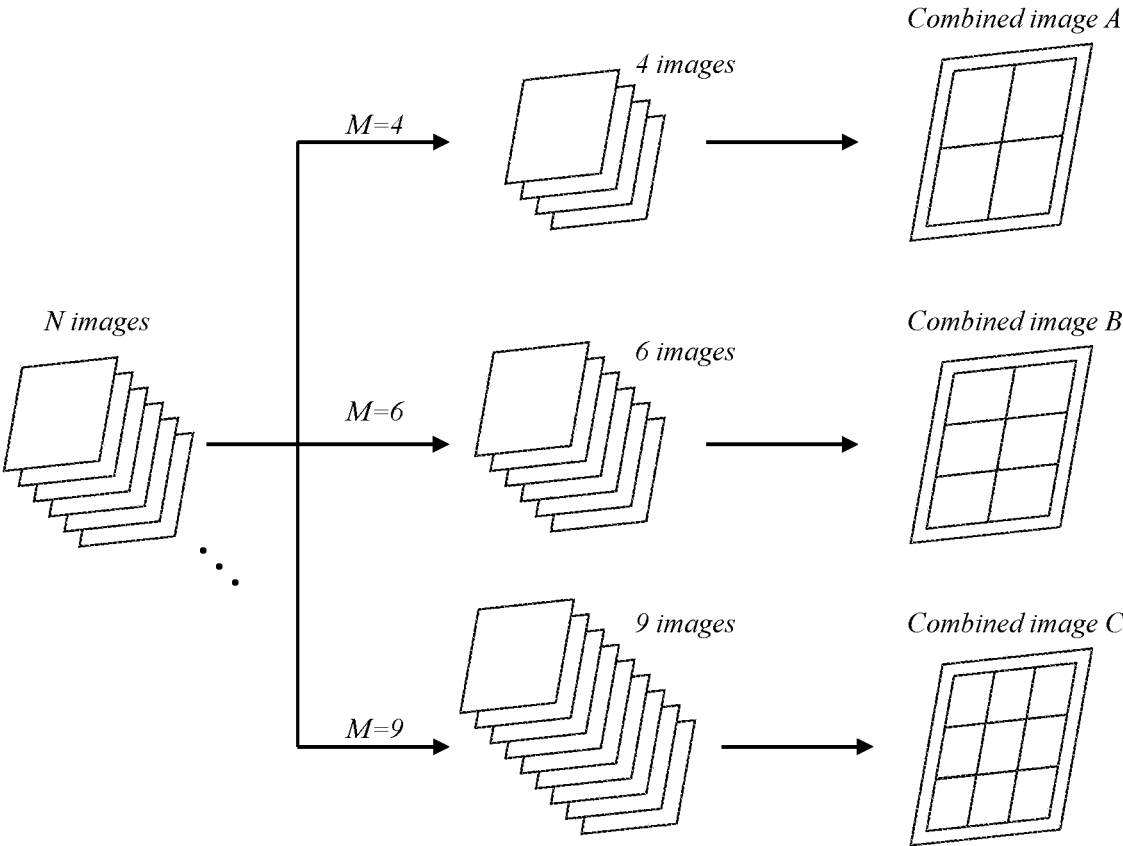 Combined image A
4 images
M=4
N images
Combined image B
6 images
M=6
Combined image C
9 images
M=9